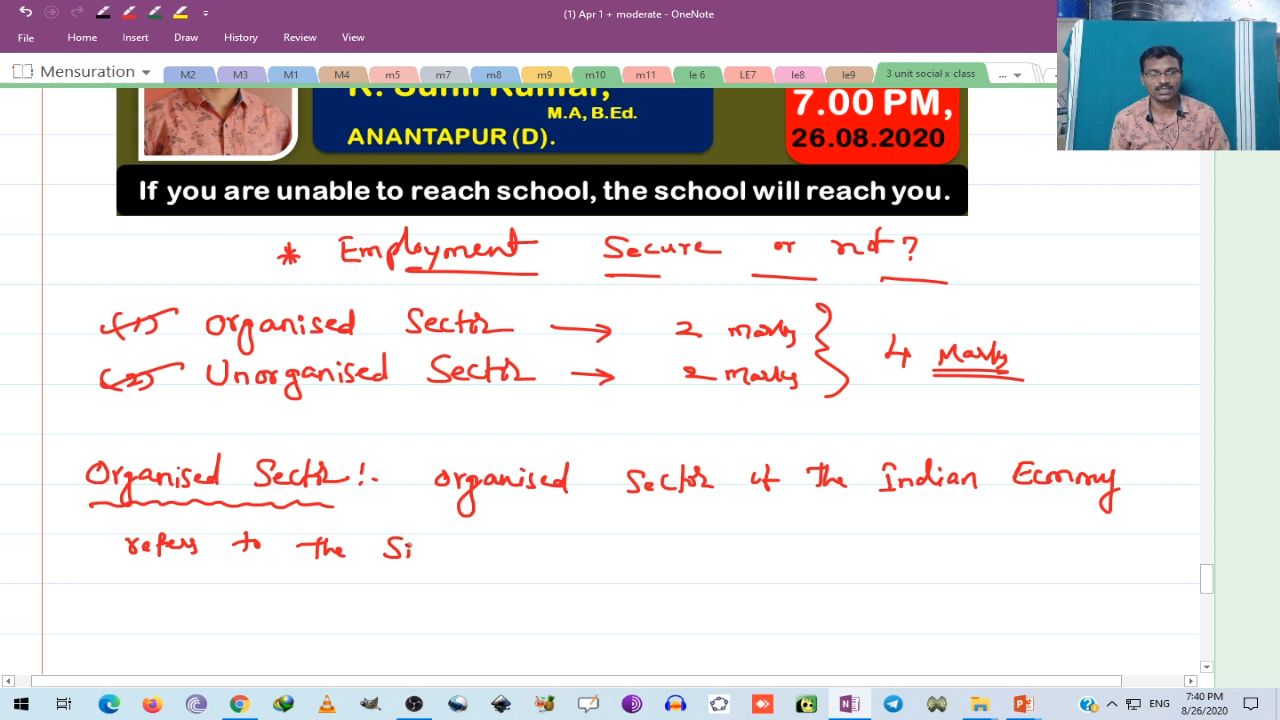 (1) Apr 1 + moderate - OneNote
File Home Insert Draw History Review View
Mensuration M2 M3 M1 M4 m5 m7 m8 m9 m10 m11 le 6 LE7 le8 le9 3 unit social x class ...
K. Sunil Kumar,
M.A, B.Ed.
ANANTAPUR (D).
7.00 PM,
26.08.2020
If you are unable to reach school, the school will reach you.
* Employment Secure or not?
(1) Organised Sector → 2 marks
(2) Unorganised Sector → 2 marks } 4 Marks
Organised Sector:- Organised Sector of The Indian Economy
refers to the Si
ENG 7:40 PM
8/26/2020